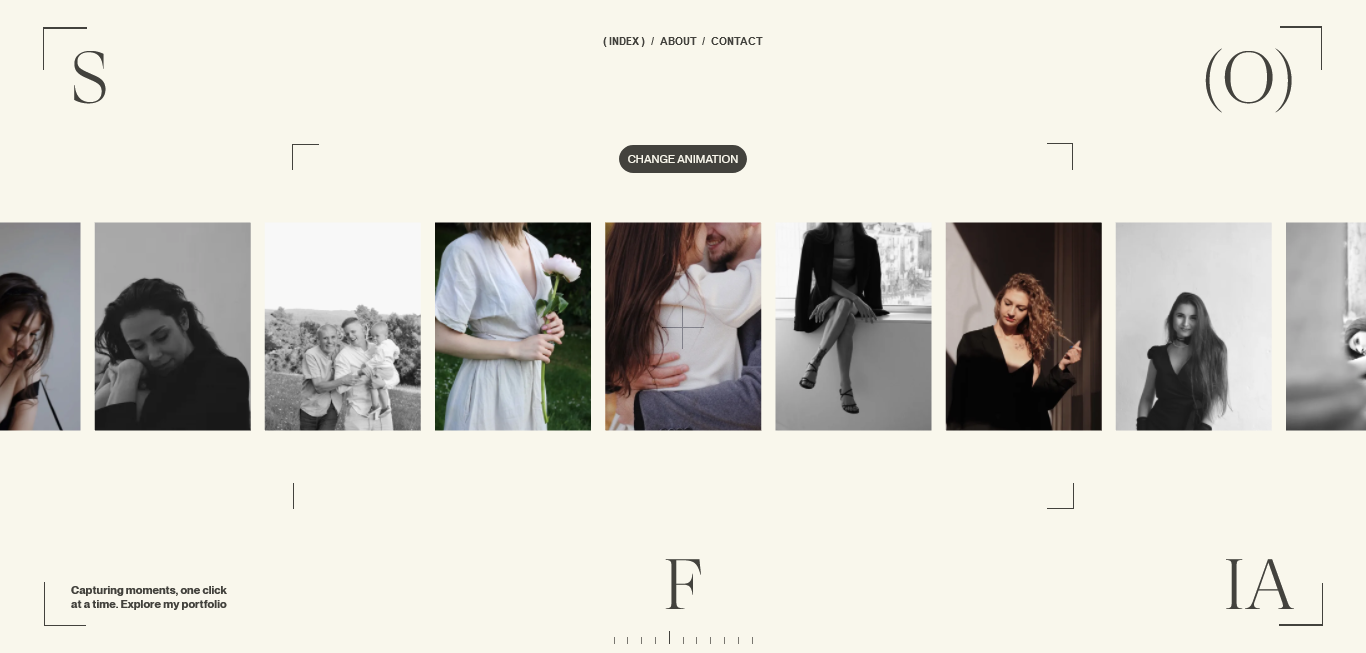 S
( INDEX ) / ABOUT / CONTACT
(O)
CHANGE ANIMATION
F
IA
Capturing moments, one click
at a time. Explore my portfolio